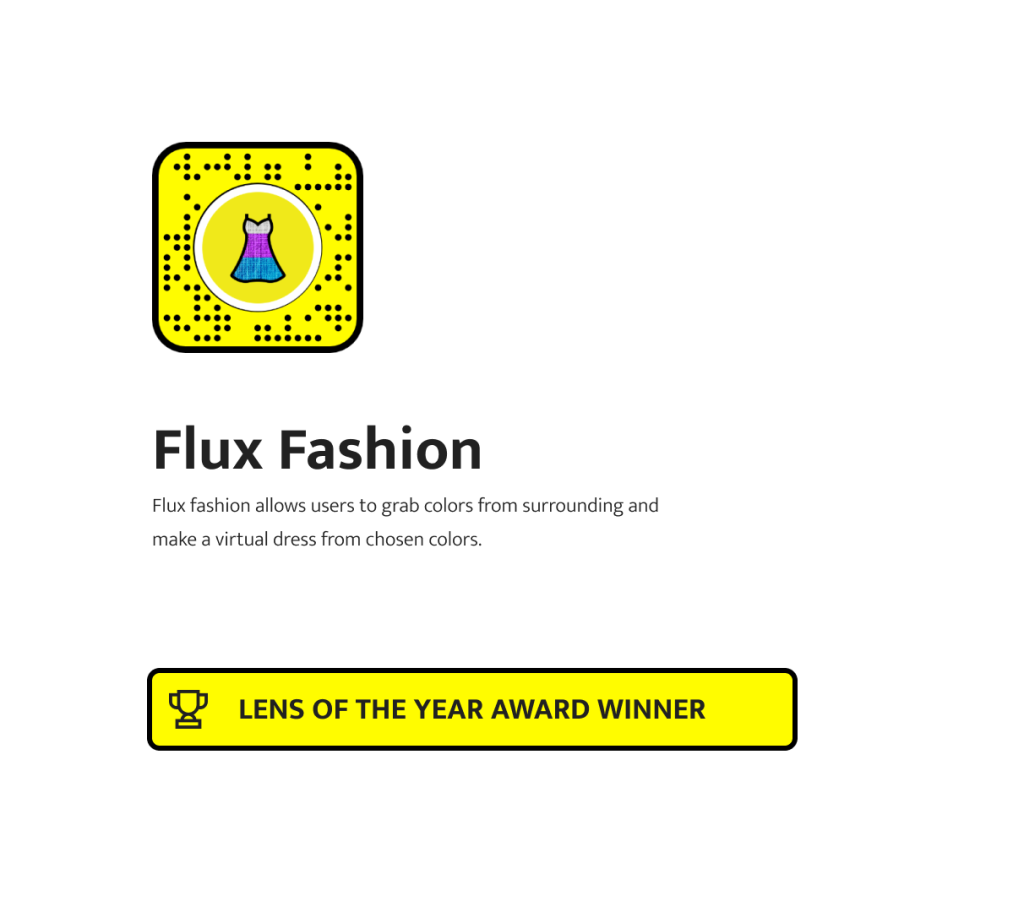 Flux Fashion
Flux fashion allows users to grab colors from surrounding and
make a virtual dress from chosen colors.
LENS OF THE YEAR AWARD WINNER